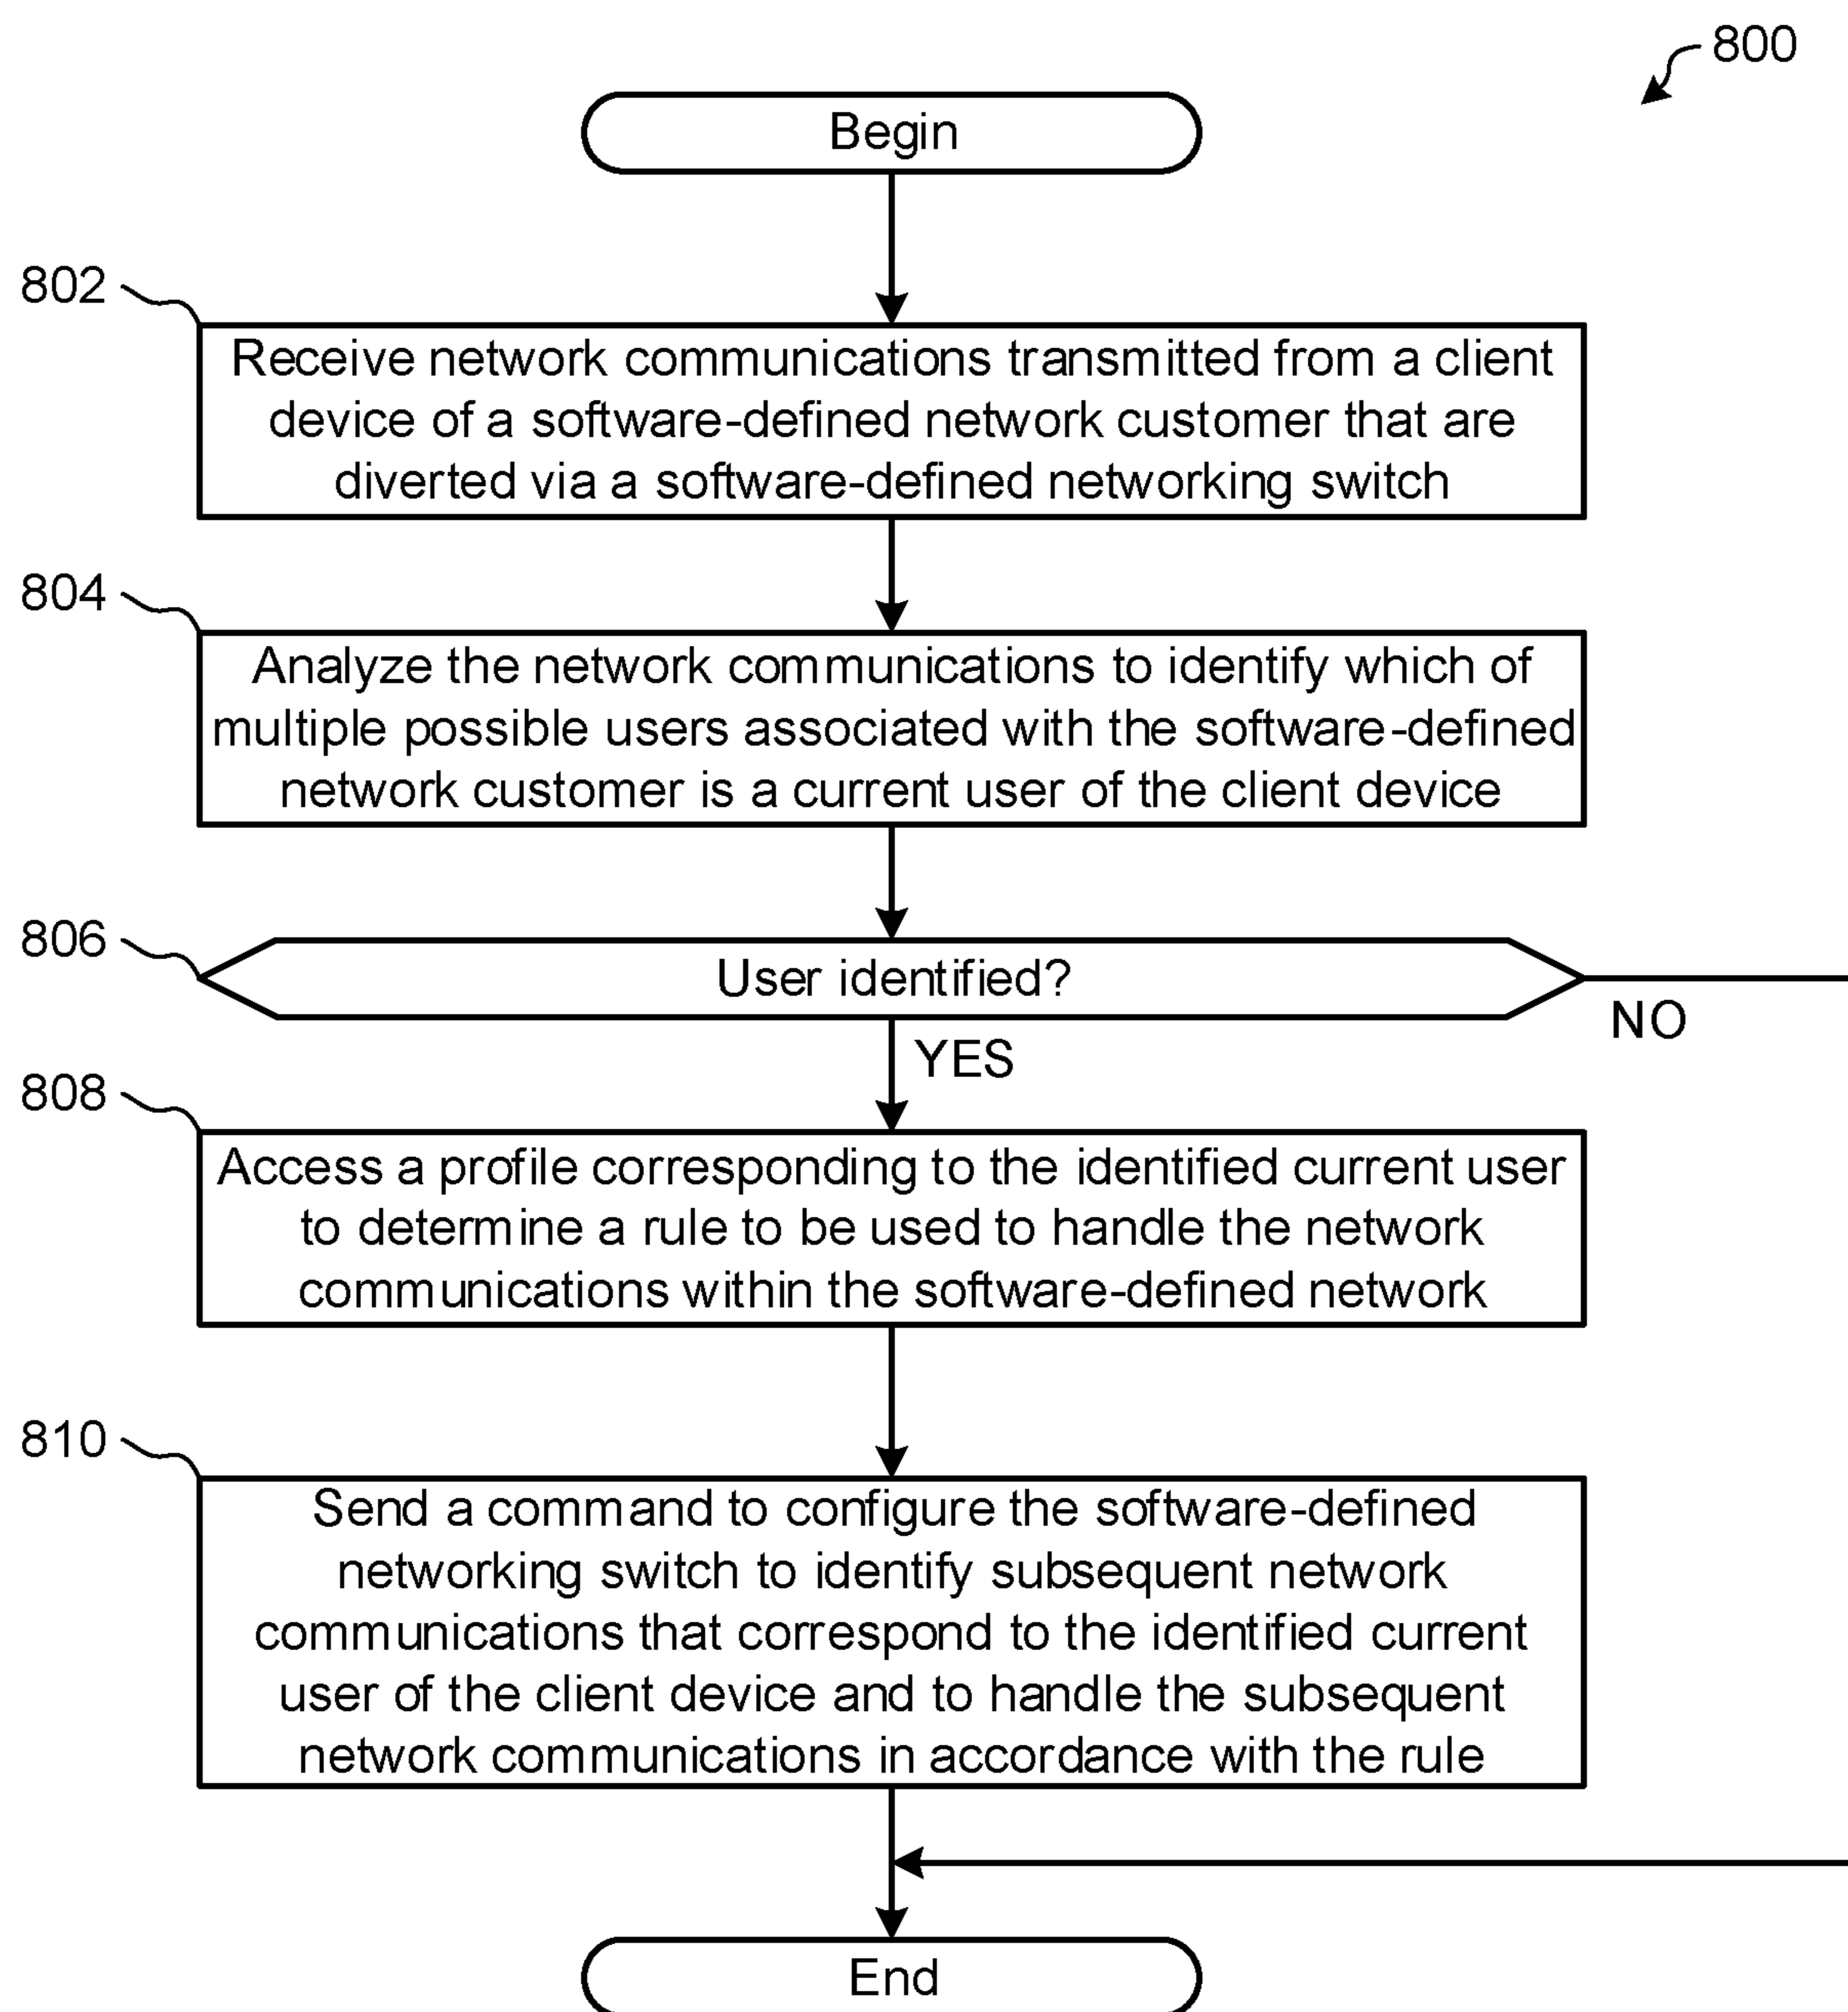 800
Begin
802
Receive network communications transmitted from a client
device of a software-defined network customer that are
diverted via a software-defined networking switch
804
Analyze the network communications to identify which of
multiple possible users associated with the software-defined
network customer is a current user of the client device
806
User identified?
NO
YES
808
Access a profile corresponding to the identified current user
to determine a rule to be used to handle the network
communications within the software-defined network
810
Send a command to configure the software-defined
networking switch to identify subsequent network
communications that correspond to the identified current
user of the client device and to handle the subsequent
network communications in accordance with the rule
End